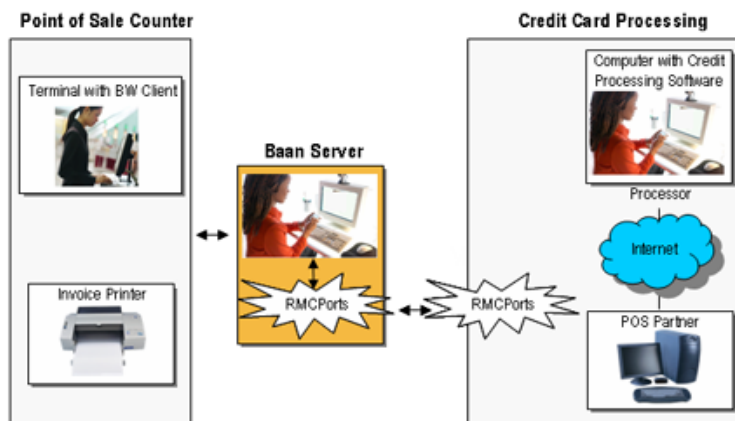 Point of Sale Counter
Terminal with BW Client
Invoice Printer
Baan Server
RMCPorts
RMCPorts
Credit Card Processing
Computer with Credit
Processing Software
Processor
Internet
POS Partner